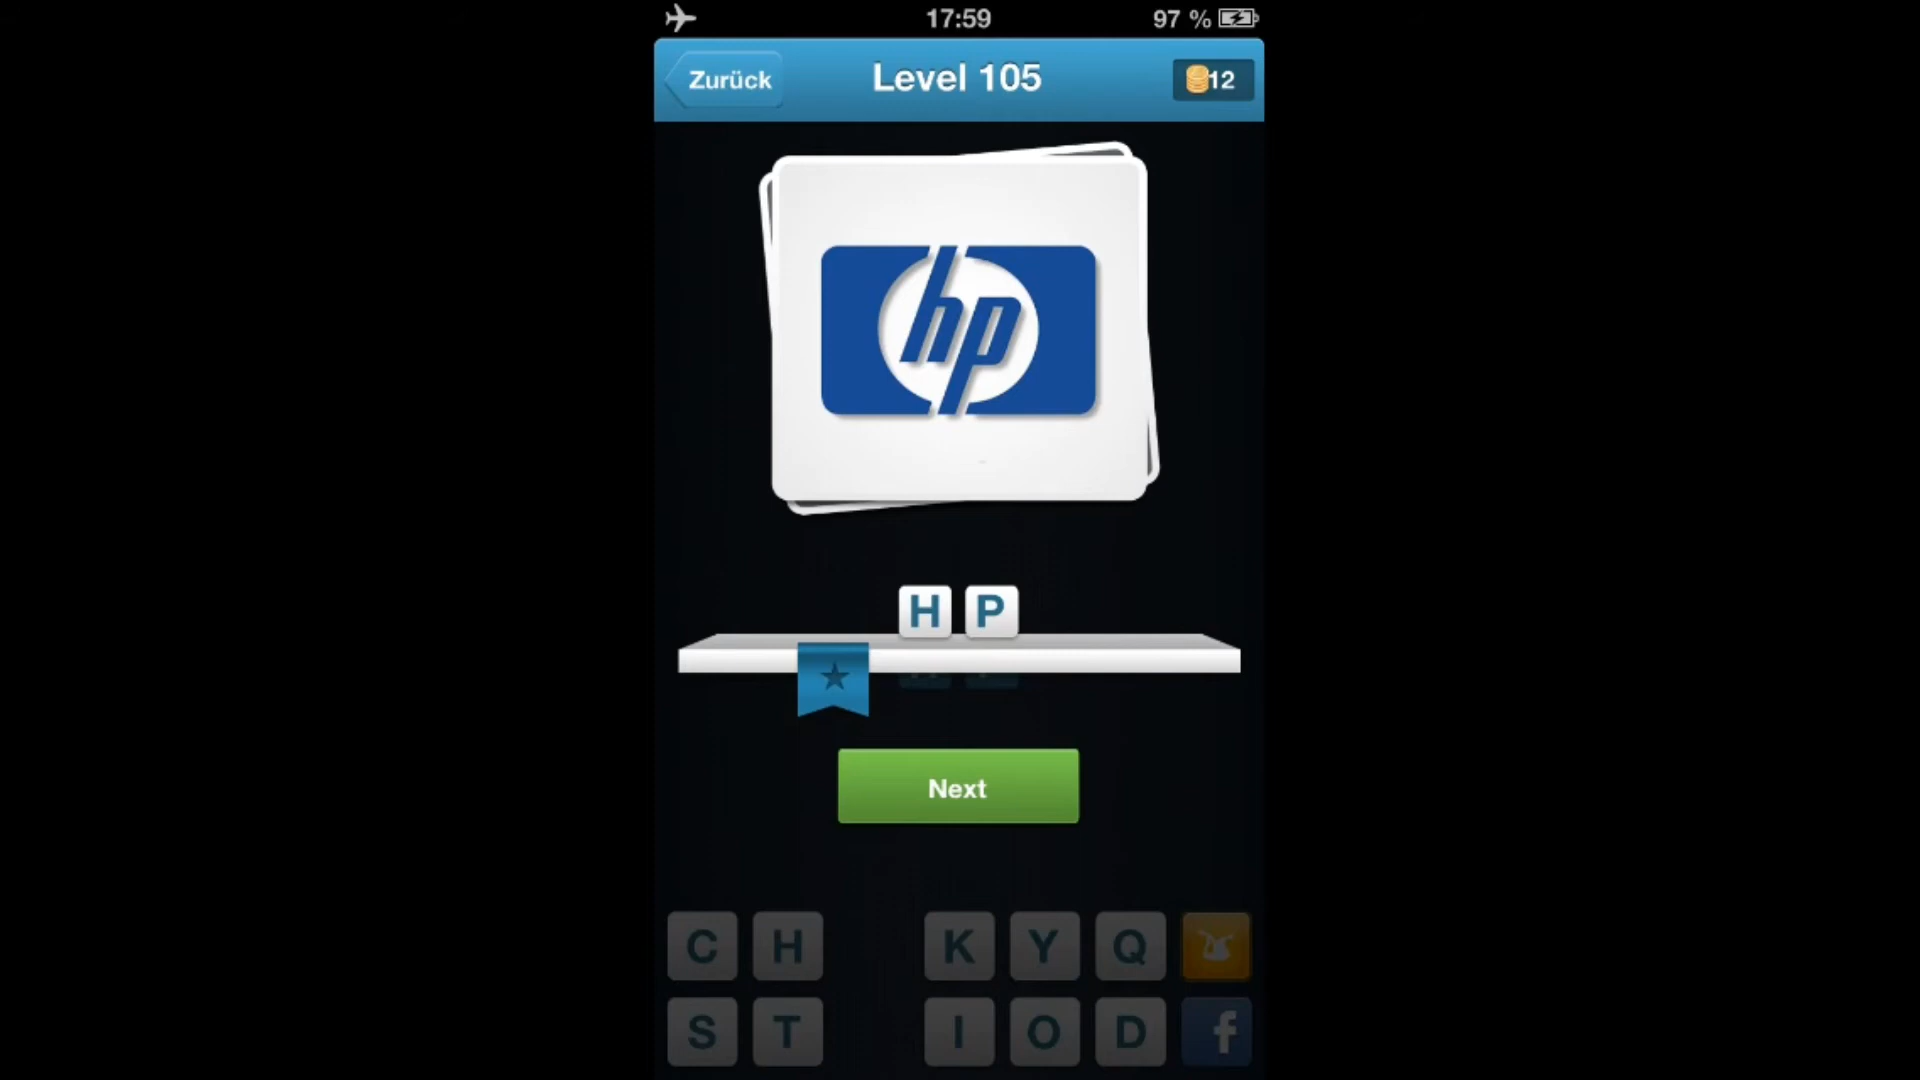 17:59
97 %
Zurück
Level 105
12
hp
H P
Next
C H K Y Q
S T I O D f